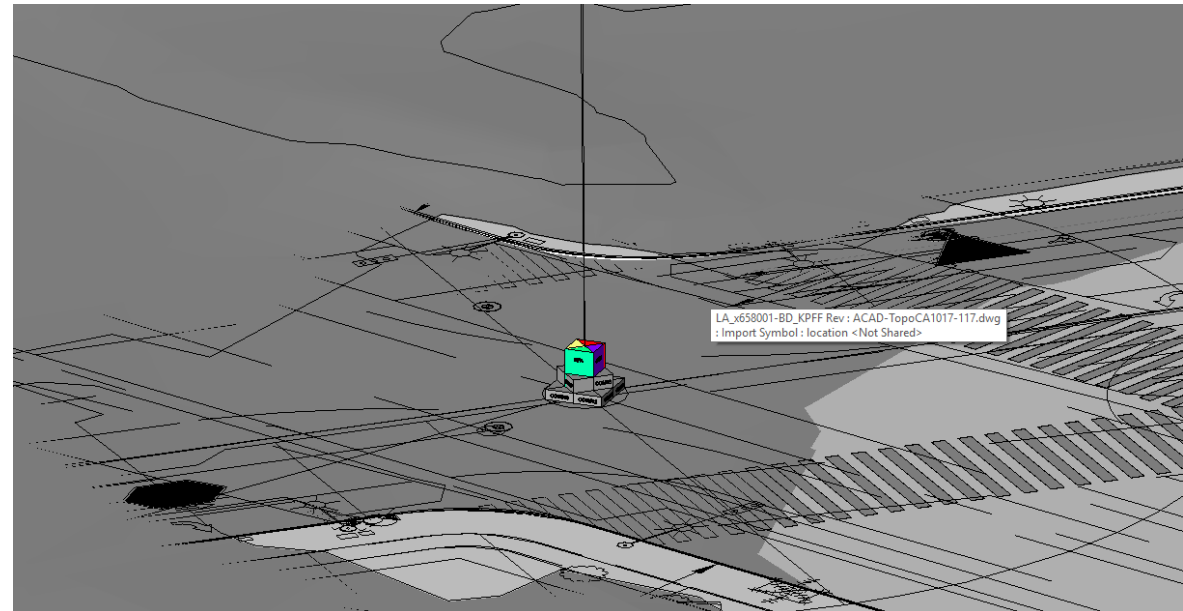 LA_x658001-BD_KPFF Rev : ACAD-TopoCA1017-117.dwg
: Import Symbol : location <Not Shared>